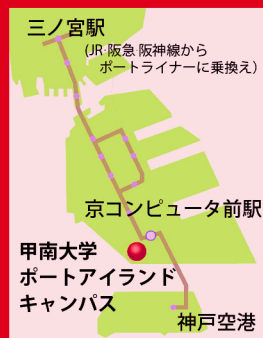 三ノ宮駅
(JR·阪急·阪神線から
ポートライナーに乗換え)
京コンピュータ前駅
甲南大学
ポートアイランド
キャンパス
神戸空港